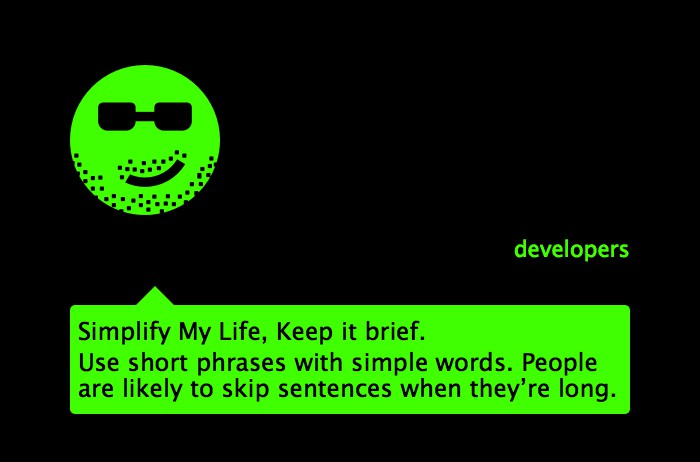 developers
Simplify My Life, Keep it brief.
Use short phrases with simple words. People
are likely to skip sentences when they’re long.